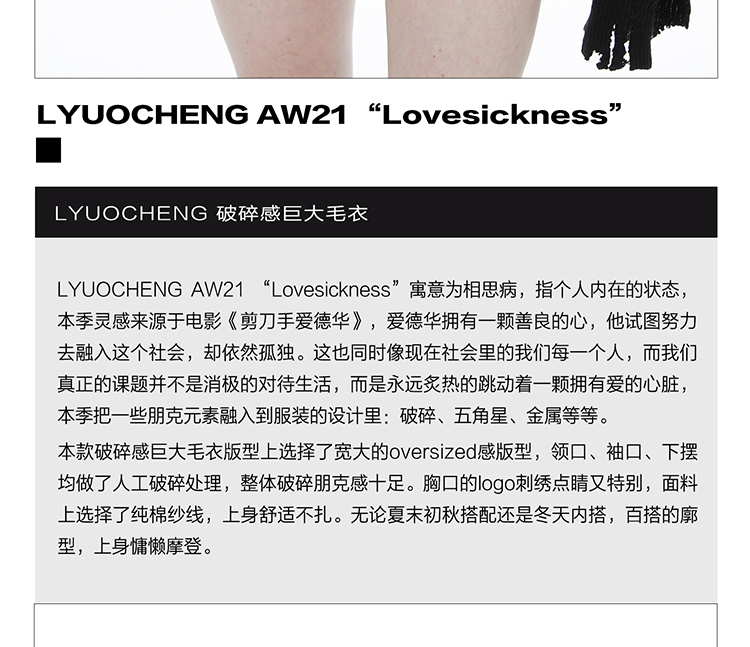 LYUOCHENG AW21 “Lovesickness”
LYUOCHENG 破碎感巨大毛衣
LYUOCHENG AW21 “Lovesickness”寓意为相思病，指个人内在的状态，
本季灵感来源于电影《剪刀手爱德华》，爱德华拥有一颗善良的心，他试图努力
去融入这个社会，却依然孤独。这也同时像现在社会里的我们每一个人，而我们
真正的课题并不是消极的对待生活，而是永远炙热的跳动着一颗拥有爱的心脏，
本季把一些朋克元素融入到服装的设计里：破碎、五角星、金属等等。
本款破碎感巨大毛衣版型上选择了宽大的oversized感版型，领口、袖口、下摆
均做了人工破碎处理，整体破碎朋克感十足。胸口的logo刺绣点睛又特别，面料
上选择了纯棉纱线，上身舒适不扎。无论夏末初秋搭配还是冬天内搭，百搭的廓
型，上身慵懒摩登。